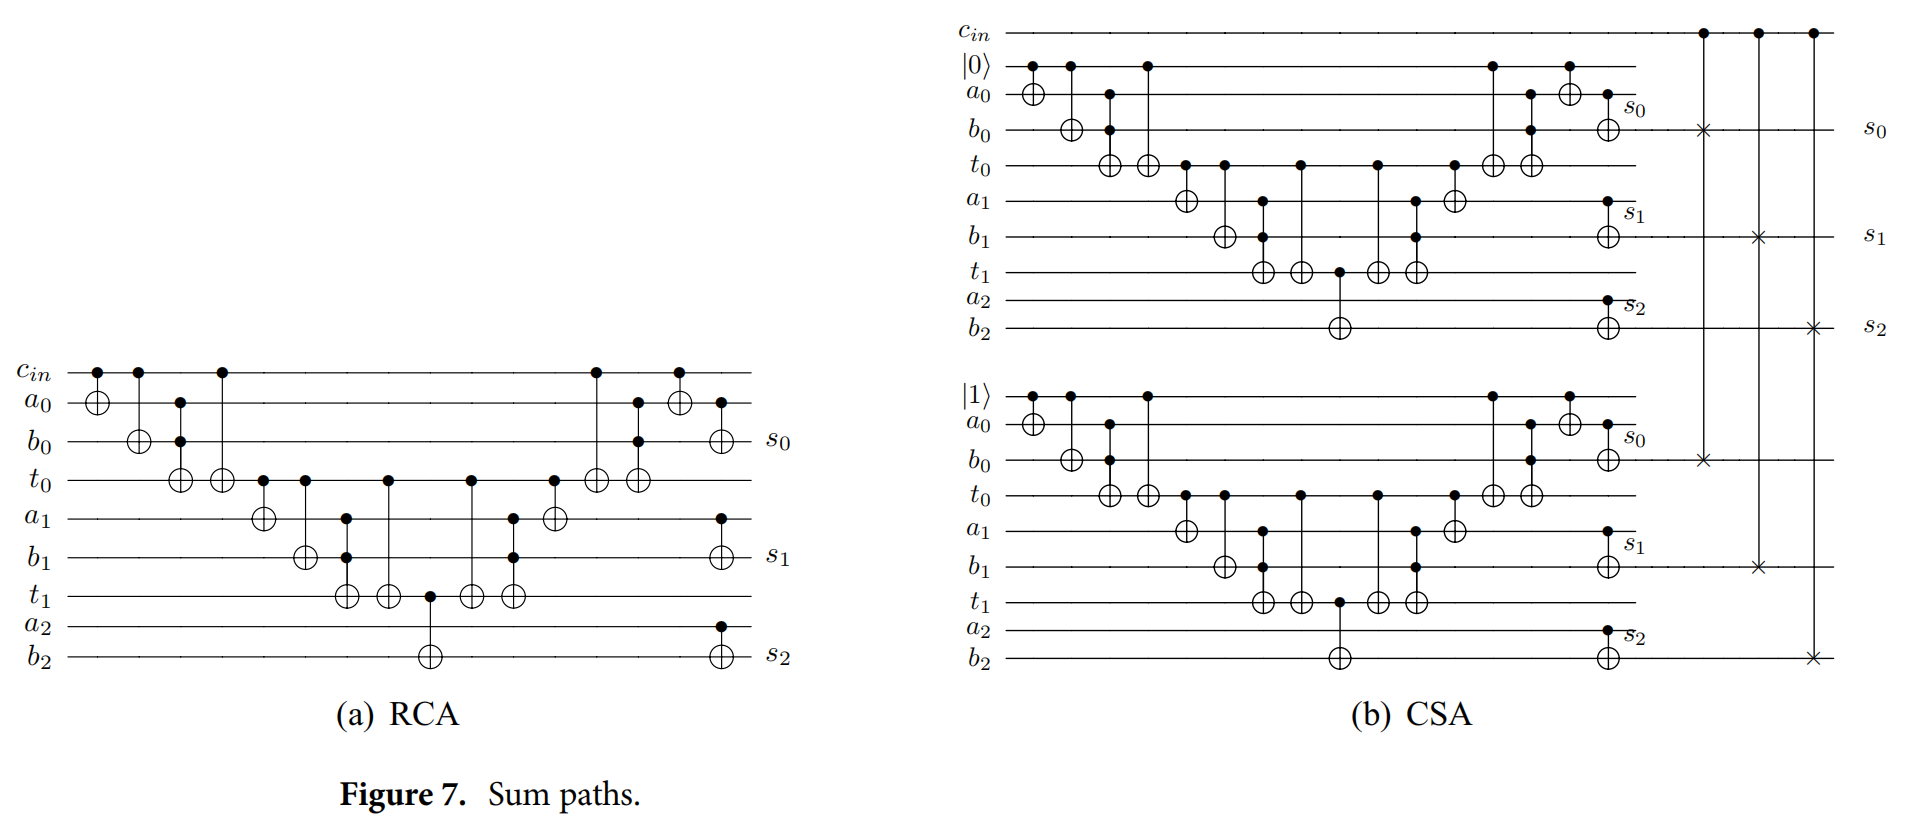 c_in
a_0
b_0 s_0
t_0
a_1
b_1 s_1
t_1
a_2
b_2 s_2
(a) RCA
c_in
|0⟩
a_0
s_0
b_0 s_0
t_0
a_1
s_1
b_1 s_1
t_1
a_2
s_2
b_2 s_2
|1⟩
a_0
s_0
b_0
t_0
a_1
s_1
b_1
t_1
a_2
s_2
b_2
(b) CSA
Figure 7. Sum paths.